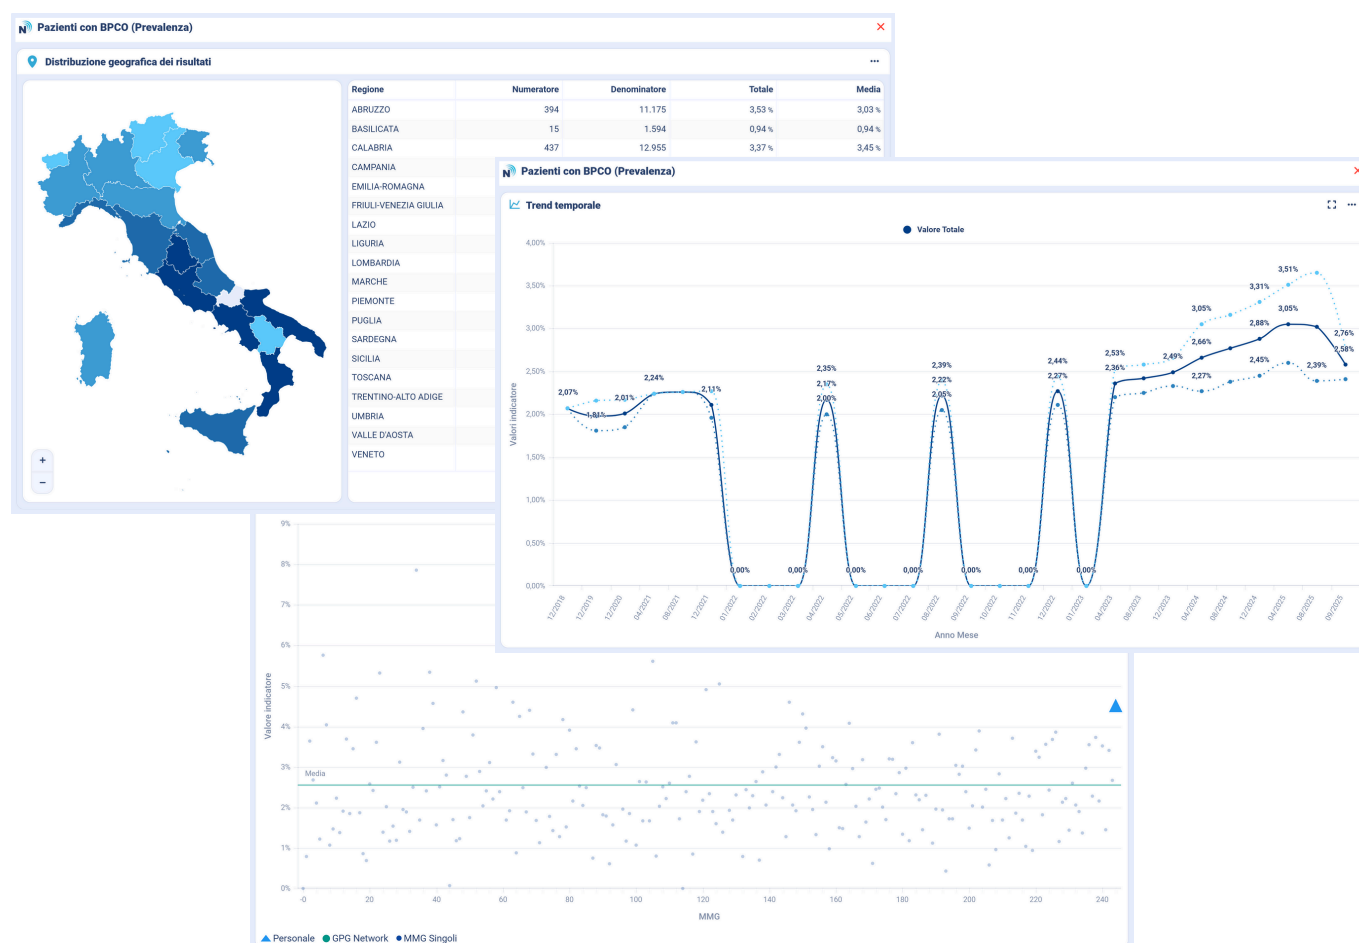 Pazienti con BPCO (Prevalenza)
Distribuzione geografica dei risultati
Regione Numeratore Denominatore Totale Media
ABRUZZO 394 11.175 3,53 % 3,03 %
BASILICATA 15 1.594 0,94 % 0,94 %
CALABRIA 437 12.955 3,37 % 3,45 %
CAMPANIA
EMILIA-ROMAGNA
FRIULI-VENEZIA GIULIA
LAZIO
LIGURIA
LOMBARDIA
MARCHE
PIEMONTE
PUGLIA
SARDEGNA
SICILIA
TOSCANA
TRENTINO-ALTO ADIGE
UMBRIA
VALLE D'AOSTA
VENETO
+
−
Pazienti con BPCO (Prevalenza)
Trend temporale
Valore Totale
Valori indicatore
4,00%
3,50%
3,00%
2,50%
2,00%
1,50%
1,00%
0,50%
0,00%
2,07%
1,81%
2,01%
2,24%
2,11%
0,00%
0,00%
2,35%
2,17%
2,00%
0,00%
0,00%
2,39%
2,22%
2,05%
0,00%
0,00%
2,44%
2,27%
0,00%
2,53%
2,36%
2,49%
3,05%
2,66%
2,27%
3,31%
2,88%
2,45%
3,51%
3,05%
2,39%
2,76%
2,58%
12/2018 12/2019 12/2020 04/2021 08/2021 12/2021 01/2022 02/2022 03/2022 04/2022 05/2022 06/2022 07/2022 08/2022 09/2022 10/2022 11/2022 12/2022 01/2023 04/2023 08/2023 12/2023 04/2024 08/2024 12/2024 04/2025 08/2025 09/2025
Anno Mese
Valore indicatore
9%
8%
7%
6%
5%
4%
3%
Media
2%
1%
0%
-0 20 40 60 80 100 120 140 160 180 200 220 240
MMG
Personale GPG Network MMG Singoli